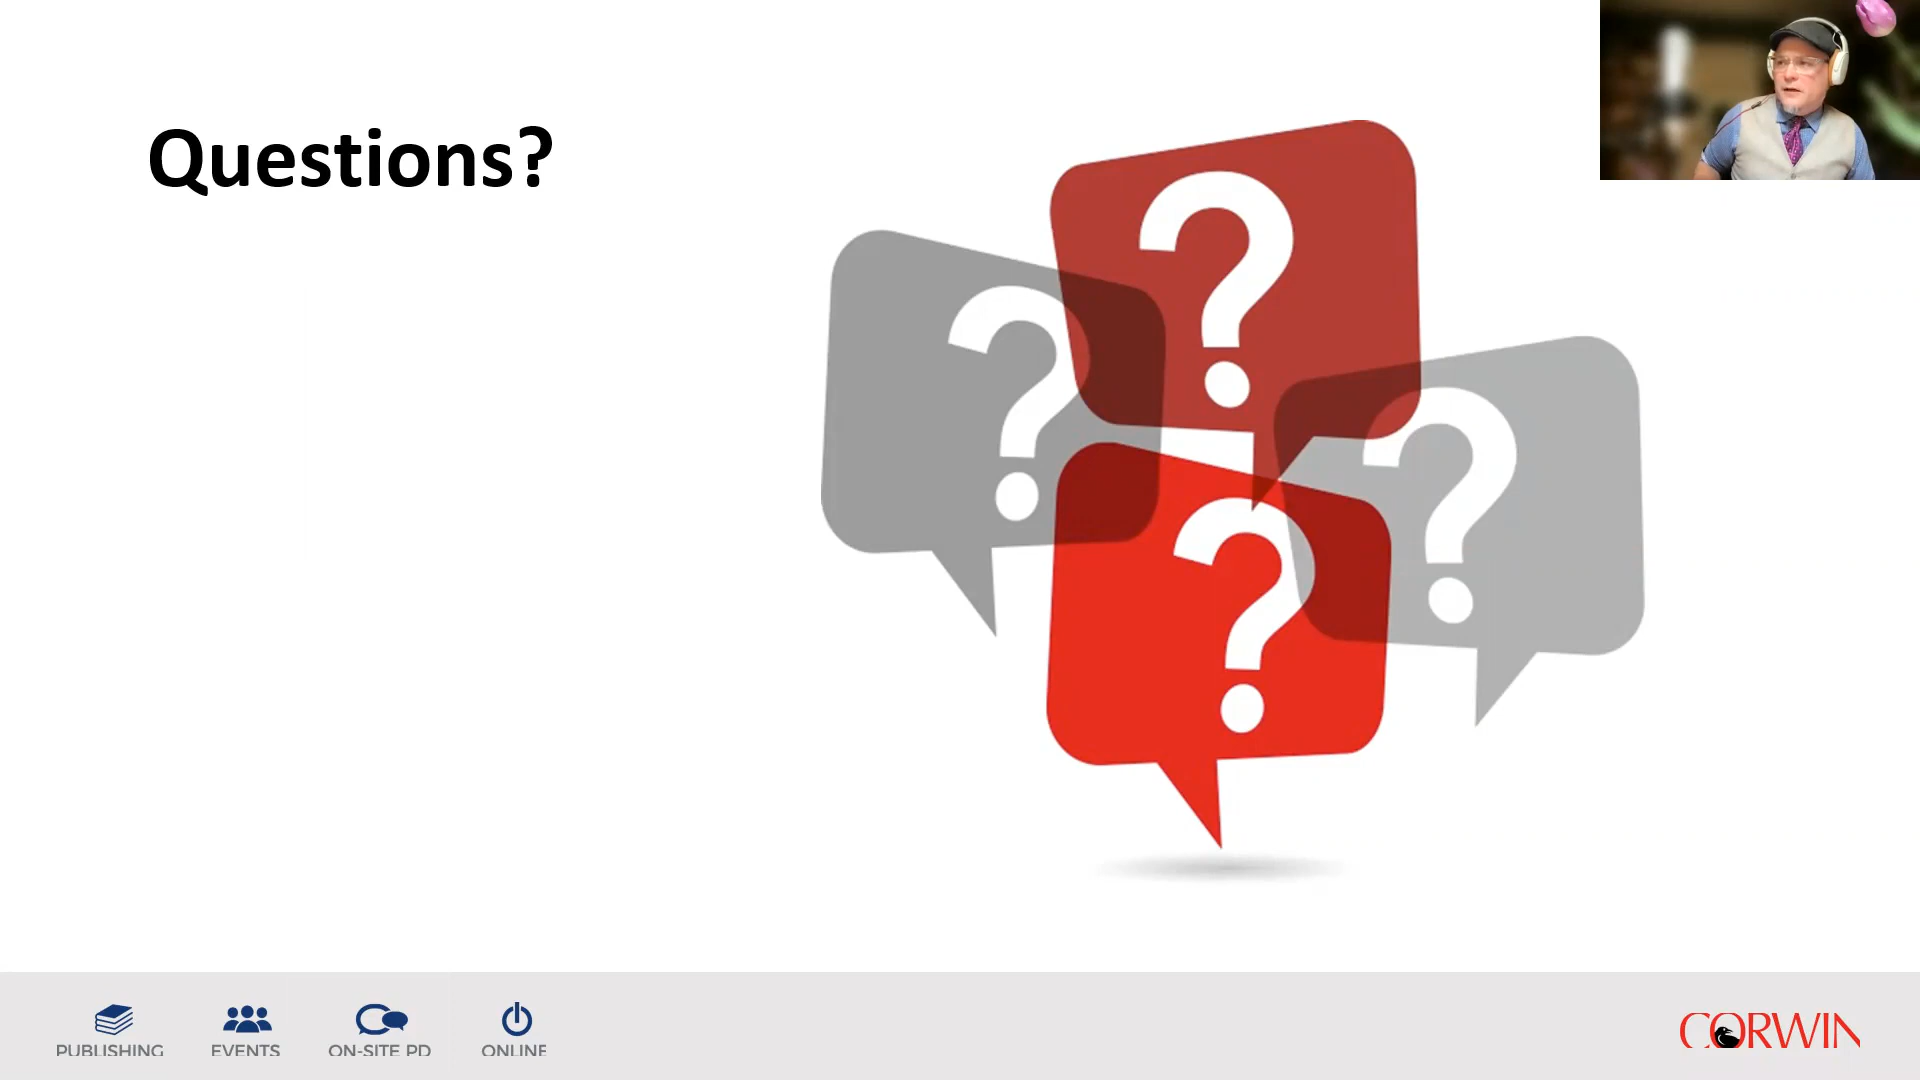 Questions?
?
?
?
?
PUBLISHING
EVENTS
ON-SITE PD
ONLINE
CORWIN